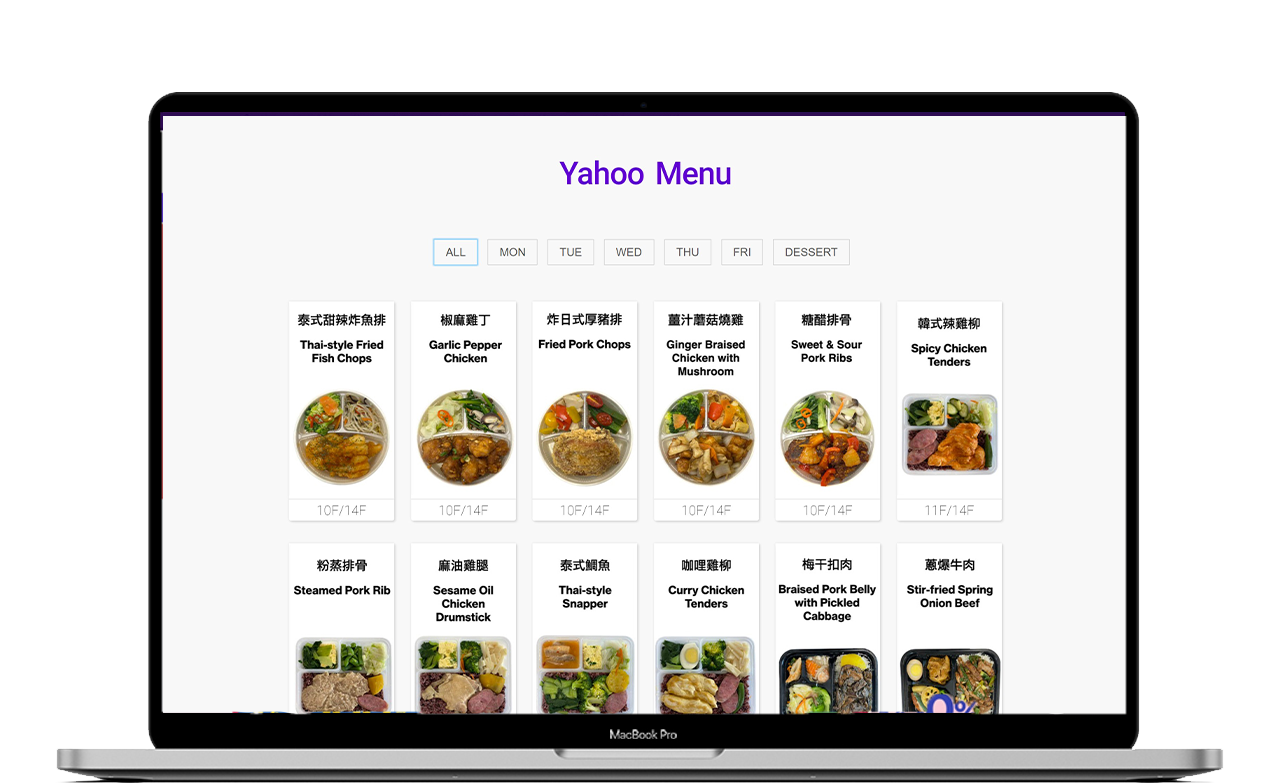 Yahoo Menu
ALL MON TUE WED THU FRI DESSERT
泰式甜辣炸魚排
Thai-style Fried
Fish Chops
10F/14F
椒麻雞丁
Garlic Pepper
Chicken
10F/14F
炸日式厚豬排
Fried Pork Chops
10F/14F
薑汁蘑菇燒雞
Ginger Braised
Chicken with
Mushroom
10F/14F
糖醋排骨
Sweet & Sour
Pork Ribs
10F/14F
韓式辣雞柳
Spicy Chicken
Tenders
11F/14F
粉蒸排骨
Steamed Pork Rib
麻油雞腿
Sesame Oil
Chicken
Drumstick
泰式鯛魚
Thai-style
Snapper
咖哩雞柳
Curry Chicken
Tenders
梅干扣肉
Braised Pork Belly
with Pickled
Cabbage
蔥爆牛肉
Stir-fried Spring
Onion Beef
0%
MacBook Pro